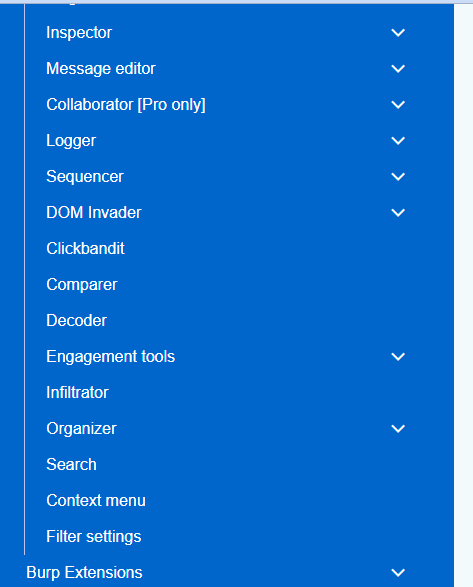 Inspector
Message editor
Collaborator [Pro only]
Logger
Sequencer
DOM Invader
Clickbandit
Comparer
Decoder
Engagement tools
Infiltrator
Organizer
Search
Context menu
Filter settings
Burp Extensions